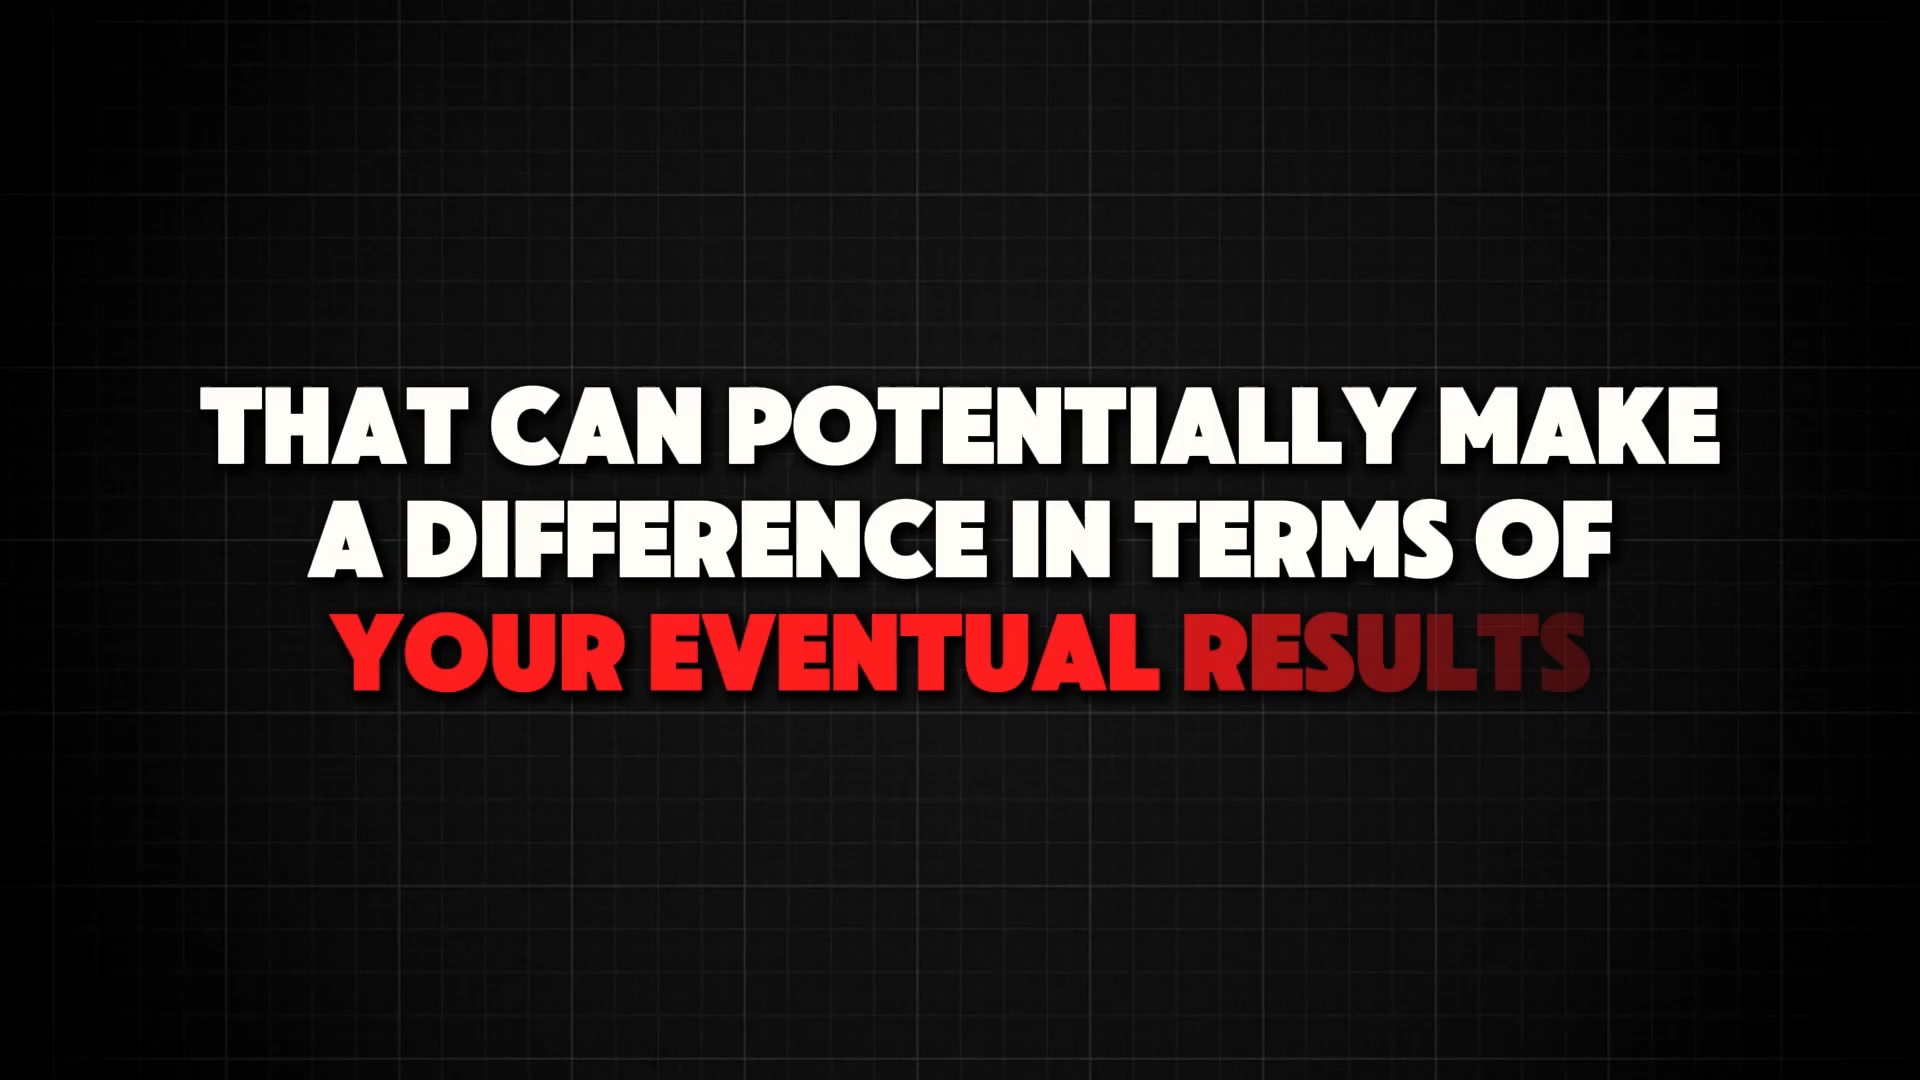 THAT CAN POTENTIALLY MAKE
A DIFFERENCE IN TERMS OF
YOUR EVENTUAL RESULTS